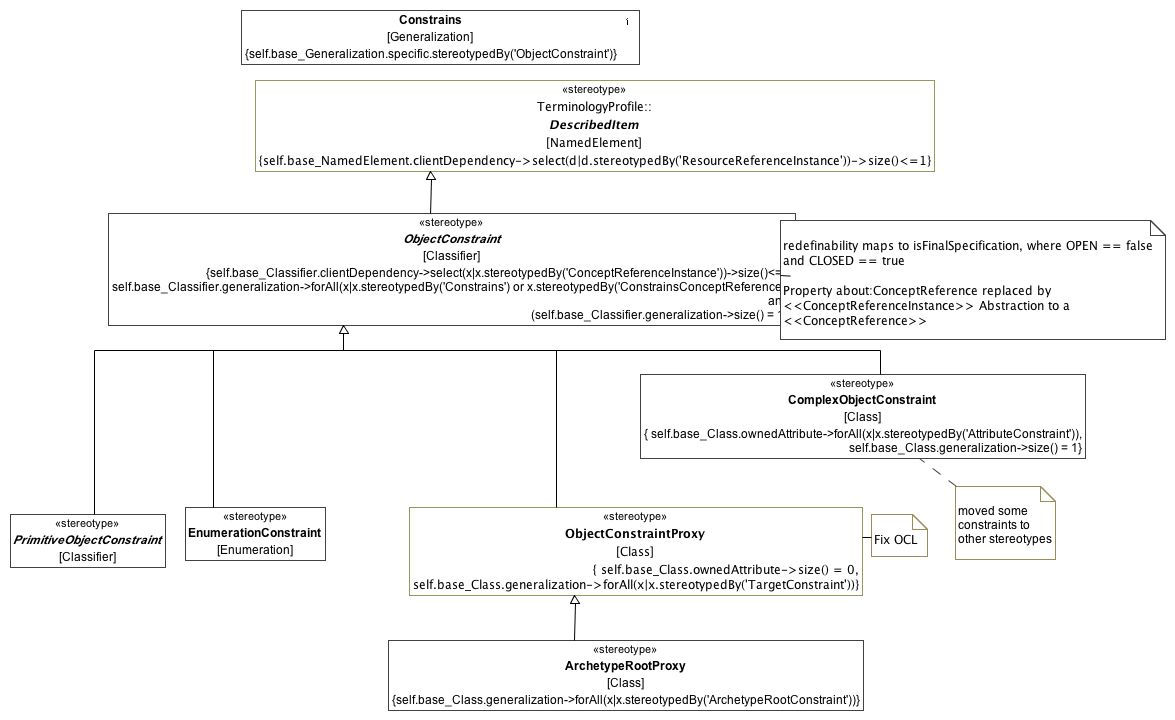 Constrains
i
[Generalization]
{self.base_Generalization.specific.stereotypedBy('ObjectConstraint')}
«stereotype»
TerminologyProfile::
DescribedItem
[NamedElement]
{self.base_NamedElement.clientDependency->select(d|d.stereotypedBy('ResourceReferenceInstance'))->size()<=1}
«stereotype»
ObjectConstraint
[Classifier]
{self.base_Classifier.clientDependency->select(x|x.stereotypedBy('ConceptReferenceInstance'))->size()<=
self.base_Classifier.generalization->forAll(x|x.stereotypedBy('Constrains') or x.stereotypedBy('ConstrainsConceptReference
an
(self.base_Classifier.generalization->size() = 1
redefinability maps to isFinalSpecification, where OPEN == false
and CLOSED == true
—
Property about:ConceptReference replaced by
<<ConceptReferenceInstance>> Abstraction to a
<<ConceptReference>>
«stereotype»
ComplexObjectConstraint
[Class]
{ self.base_Class.ownedAttribute->forAll(x|x.stereotypedBy('AttributeConstraint')),
self.base_Class.generalization->size() = 1}
moved some
constraints to
other stereotypes
«stereotype»
PrimitiveObjectConstraint
[Classifier]
«stereotype»
EnumerationConstraint
[Enumeration]
«stereotype»
ObjectConstraintProxy
[Class]
{ self.base_Class.ownedAttribute->size() = 0,
self.base_Class.generalization->forAll(x|x.stereotypedBy('TargetConstraint'))}
Fix OCL
«stereotype»
ArchetypeRootProxy
[Class]
{self.base_Class.generalization->forAll(x|x.stereotypedBy('ArchetypeRootConstraint'))}